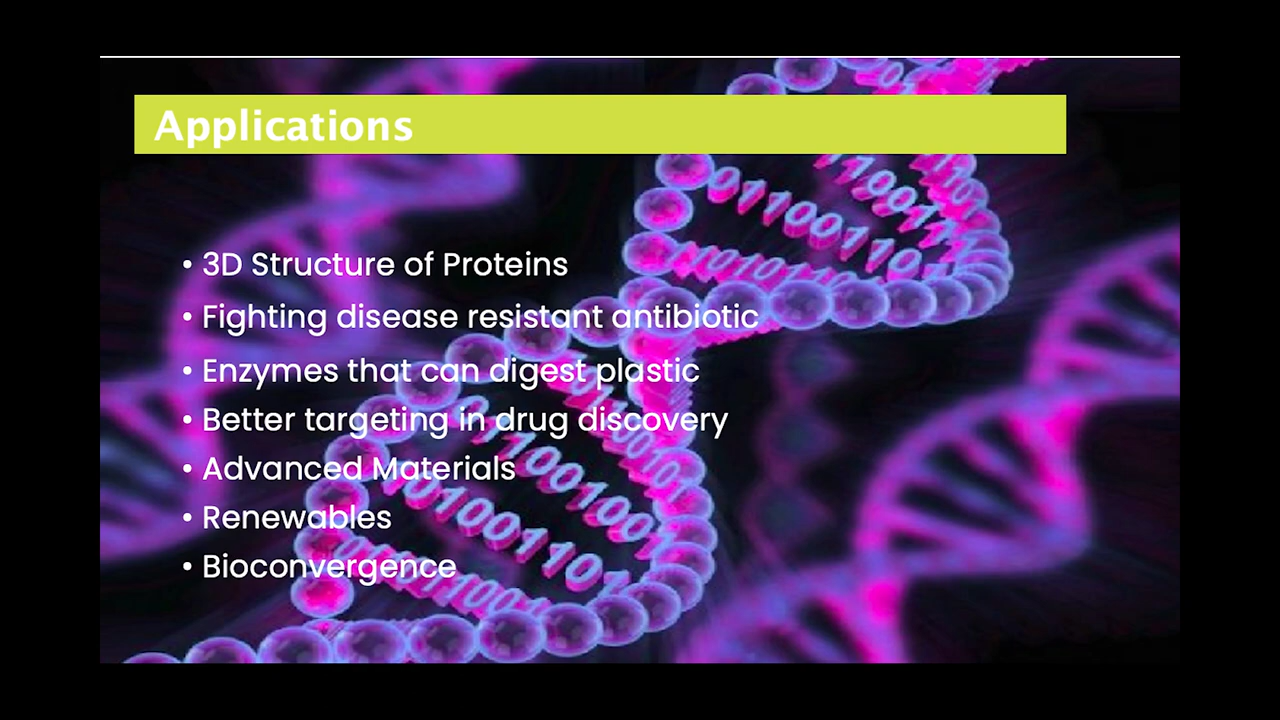 Applications
• 3D Structure of Proteins
• Fighting disease resistant antibiotic
• Enzymes that can digest plastic
• Better targeting in drug discovery
• Advanced Materials
• Renewables
• Bioconvergence